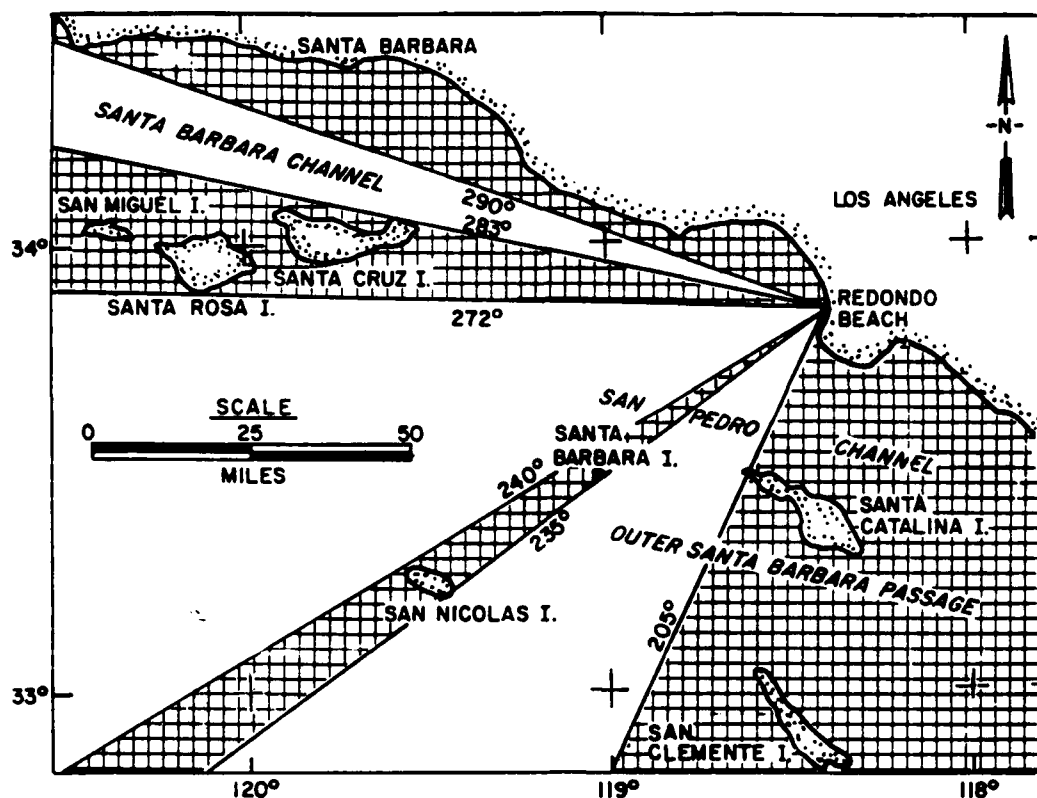 SANTA BARBARA
SANTA BARBARA CHANNEL
-N-
LOS ANGELES
290°
283°
SAN MIGUEL I.
34°
SANTA CRUZ I.
SANTA ROSA I.
272°
REDONDO
BEACH
SCALE
0 25 50
MILES
SAN PEDRO CHANNEL
SANTA
BARBARA I.
240°
235°
SANTA
CATALINA I.
OUTER SANTA BARBARA PASSAGE
SAN NICOLAS I.
205°
33°
SAN
CLEMENTE I.
120° 119° 118°